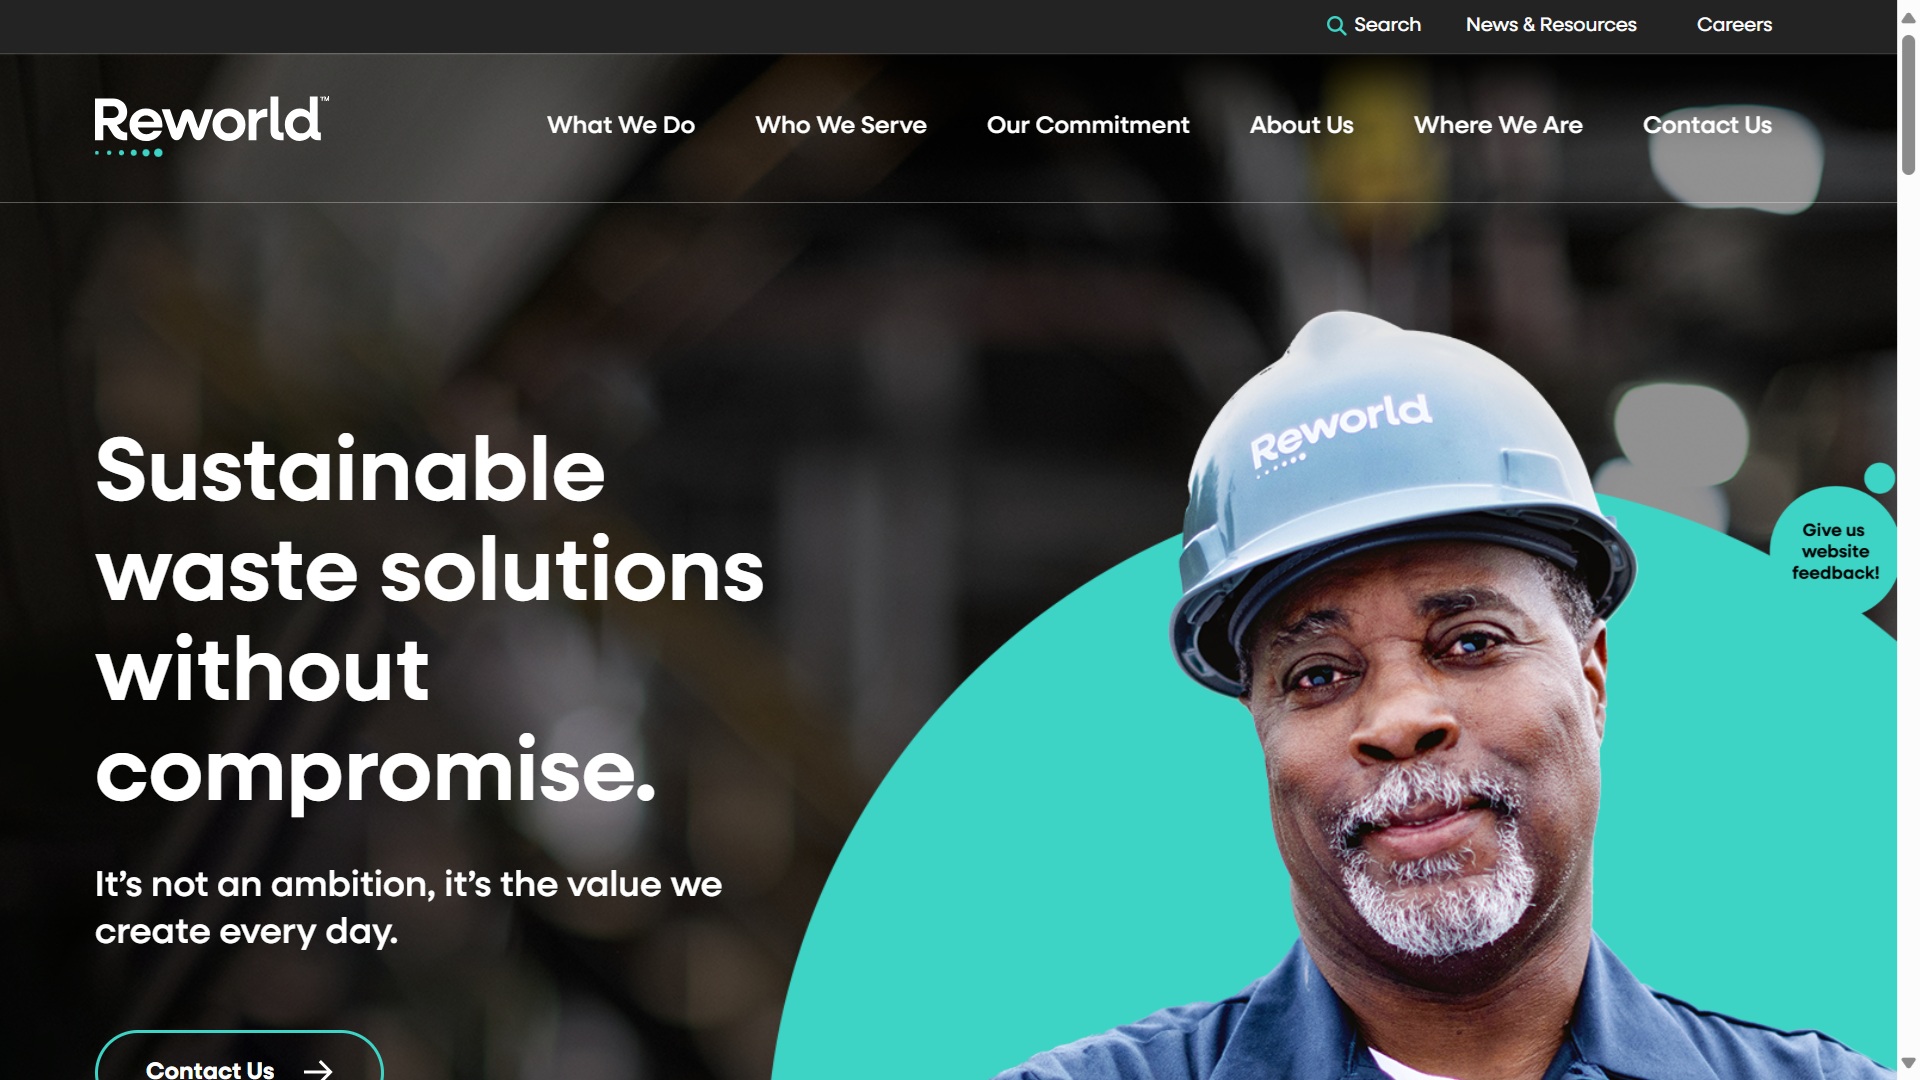 Search
News & Resources
Careers
Reworld™
What We Do
Who We Serve
Our Commitment
About Us
Where We Are
Contact Us
Reworld
Sustainable
waste solutions
without
compromise.
Give us
website
feedback!
It’s not an ambition, it’s the value we
create every day.
Contact Us